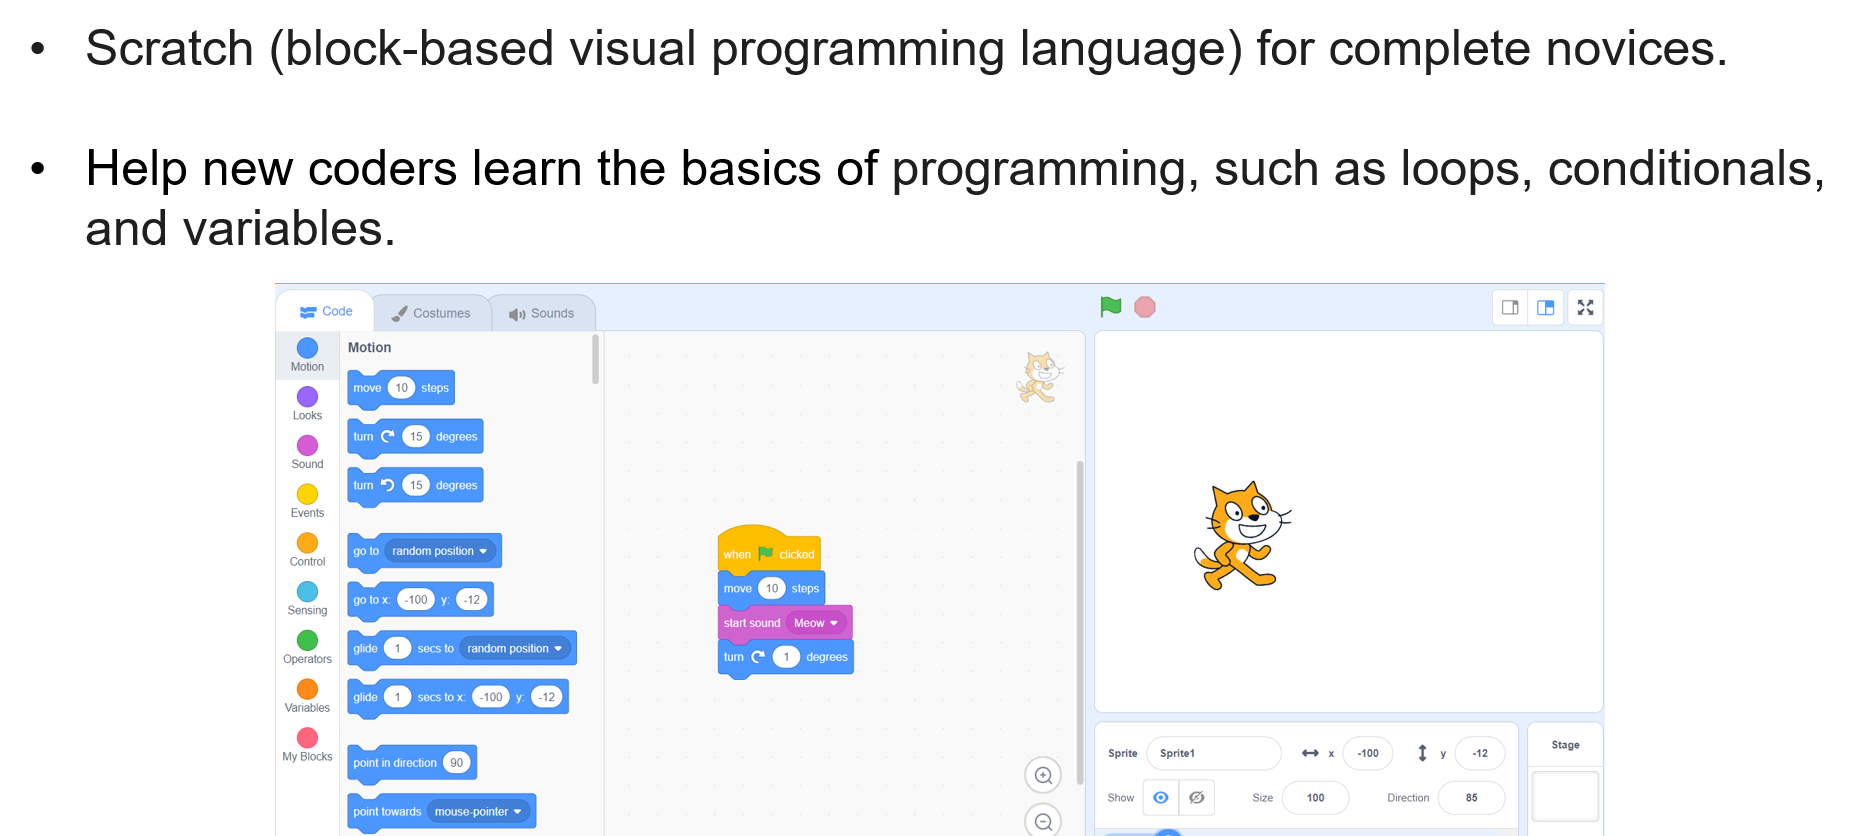 • Scratch (block-based visual programming language) for complete novices.
• Help new coders learn the basics of programming, such as loops, conditionals,
and variables.
Code Costumes Sounds
Motion
Looks
Sound
Events
Control
Sensing
Operators
Variables
My Blocks
Motion
move 10 steps
turn 15 degrees
turn 15 degrees
go to random position
go to x: -100 y: -12
glide 1 secs to random position
glide 1 secs to x: -100 y: -12
point in direction 90
point towards mouse-pointer
when clicked
move 10 steps
start sound Meow
turn 1 degrees
Sprite Sprite1 x -100 y -12
Show Size 100 Direction 85
Stage